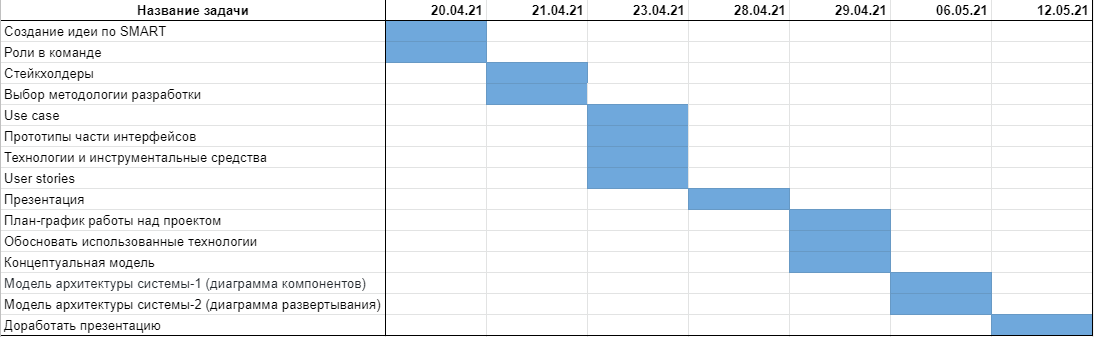 Название задачи 20.04.21 21.04.21 23.04.21 28.04.21 29.04.21 06.05.21 12.05.21
Создание идеи по SMART
Роли в команде
Стейкхолдеры
Выбор методологии разработки
Use case
Прототипы части интерфейсов
Технологии и инструментальные средства
User stories
Презентация
План-график работы над проектом
Обосновать использованные технологии
Концептуальная модель
Модель архитектуры системы-1 (диаграмма компонентов)
Модель архитектуры системы-2 (диаграмма развертывания)
Доработать презентацию